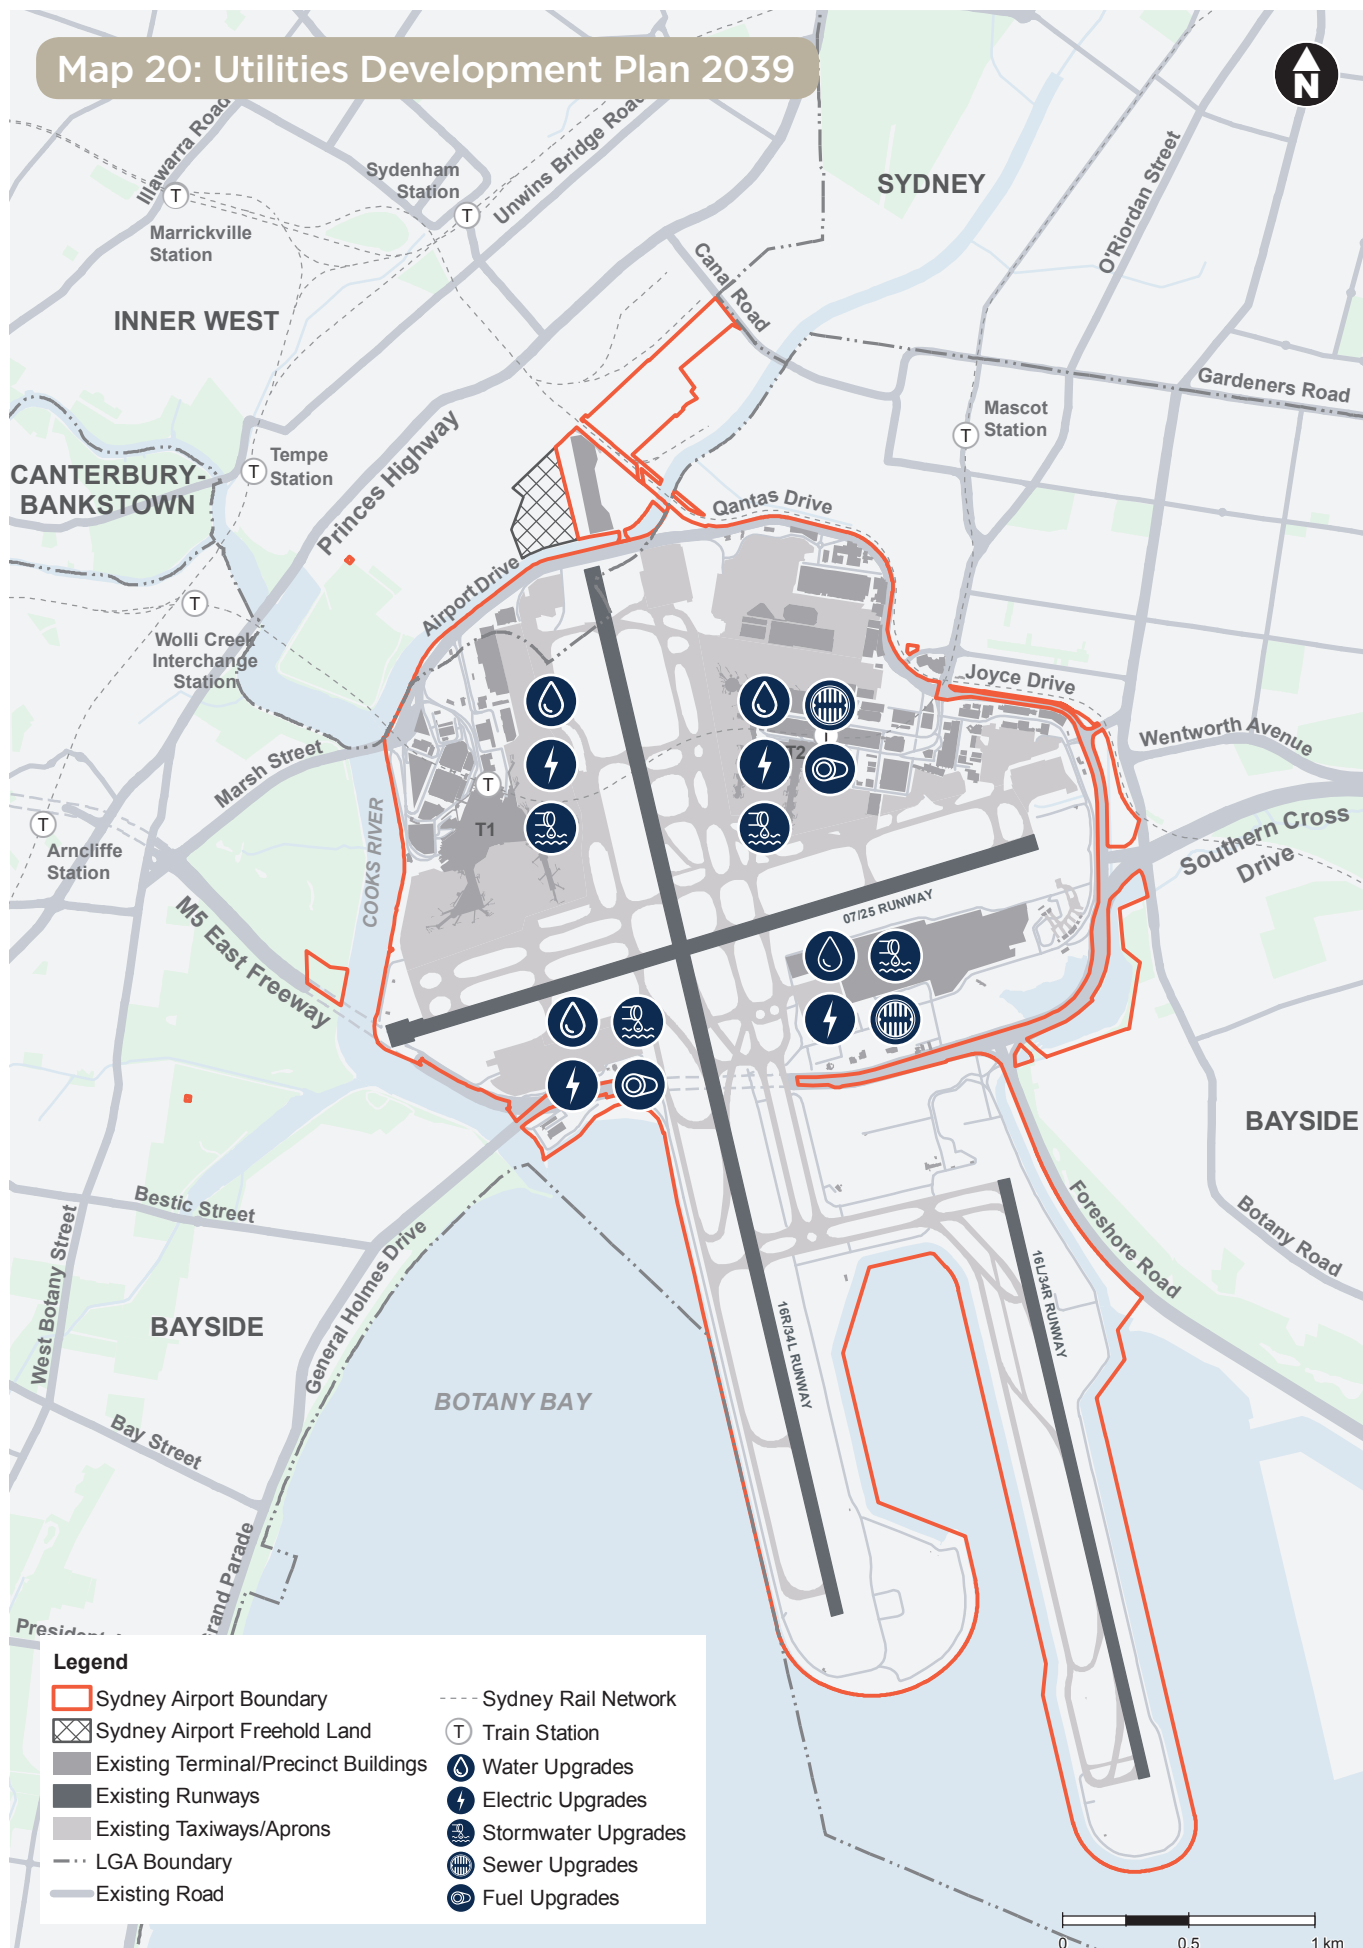 Map 20: Utilities Development Plan 2039
N
Illawarra Road
Sydenham
Station
T
Unwins Bridge Road
T
Marrickville
Station
SYDNEY
O'Riordan Street
Canal Road
INNER WEST
Gardeners Road
Mascot
Station
T
Princes Highway
Tempe
Station
T
CANTERBURY-
BANKSTOWN
Qantas Drive
Airport Drive
T
Wolli Creek
Interchange
Station
Joyce Drive
Wentworth Avenue
Marsh Street
T
T2
T1
COOKS RIVER
Southern Cross
Drive
T
Arncliffe
Station
M5 East Freeway
07/25 RUNWAY
BAYSIDE
Bestic Street
General Holmes Drive
West Botany Street
Foreshore Road
Botany Road
16L/34R RUNWAY
16R/34L RUNWAY
BAYSIDE
BOTANY BAY
Bay Street
Parade
Legend
Sydney Airport Boundary
Sydney Airport Freehold Land
Existing Terminal/Precinct Buildings
Existing Runways
Existing Taxiways/Aprons
LGA Boundary
Existing Road
Sydney Rail Network
T Train Station
Water Upgrades
Electric Upgrades
Stormwater Upgrades
Sewer Upgrades
Fuel Upgrades
0 0.5 1 km